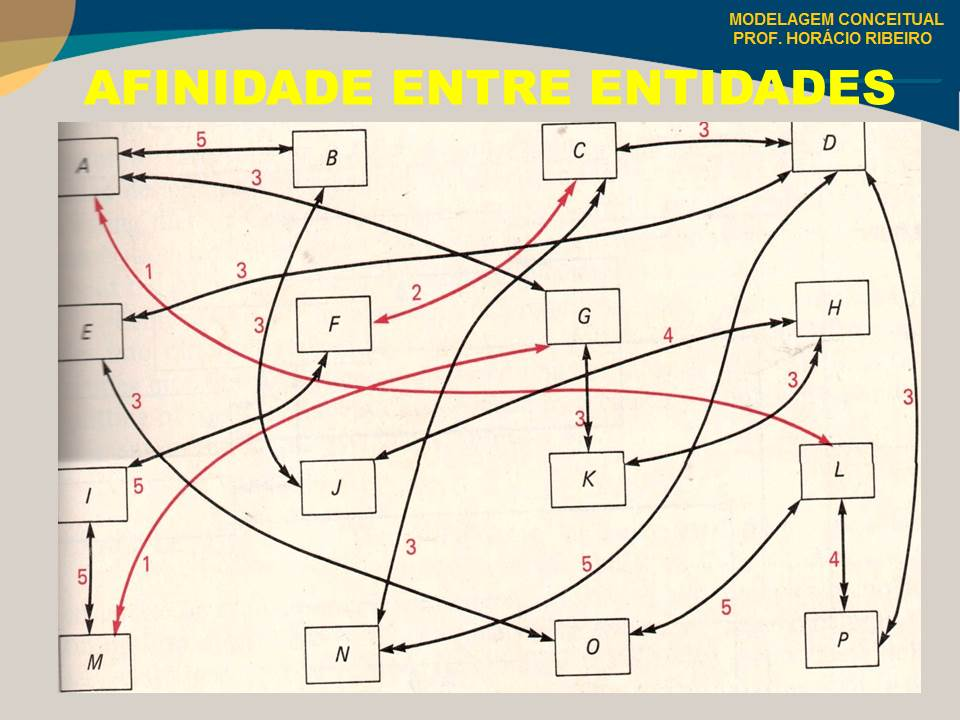 MODELAGEM CONCEITUAL
PROF. HORÁCIO RIBEIRO
AFINIDADE ENTRE ENTIDADES
A 5 B C 3 D
3
1 3 2
E 3 F G 4 H
3 3 3 3
I 5 J K L
5 1 3 5 4
5
M N O P